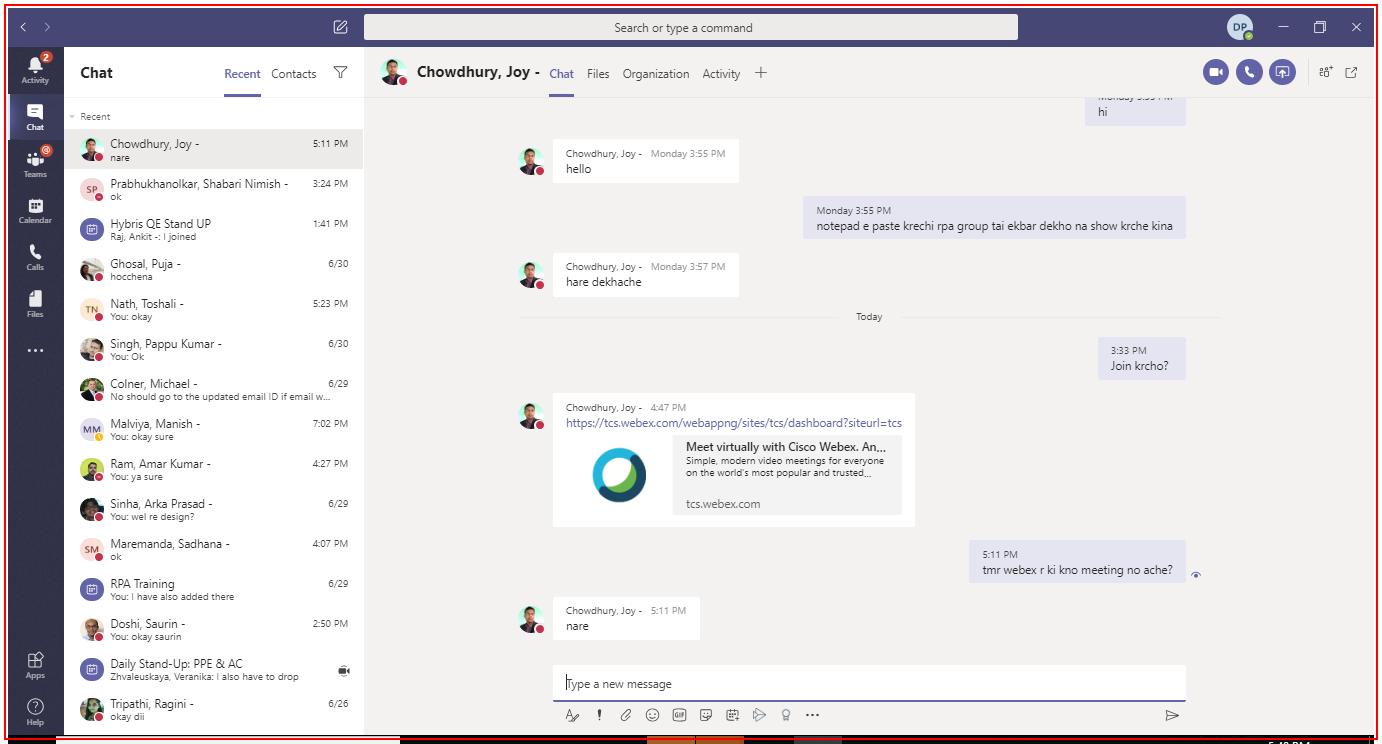 Search or type a command
DP
2
Activity
Chat
Teams
Calendar
Calls
Files
Apps
Help
Chat
Recent
Contacts
Recent
Chowdhury, Joy -
5:11 PM
nare
SP
Prabhukhanolkar, Shabari Nimish -
3:24 PM
ok
Hybris QE Stand UP
1:41 PM
Raj, Ankit -: I joined
Ghosal, Puja -
6/30
hocchena
TN
Nath, Toshali -
5:23 PM
You: okay
Singh, Pappu Kumar -
6/30
You: Ok
Colner, Michael -
6/29
No should go to the updated email ID if email w...
MM
Malviya, Manish -
7:02 PM
You: okay sure
Ram, Amar Kumar -
4:27 PM
You: ya sure
Sinha, Arka Prasad -
6/29
You: wel re design?
SM
Maremanda, Sadhana -
4:07 PM
ok
RPA Training
6/29
You: I have also added there
Doshi, Saurin -
2:50 PM
You: okay saurin
Daily Stand-Up: PPE & AC
Zhvaleuskaya, Veranika: I also have to drop
Tripathi, Ragini -
6/26
okay dii
Chowdhury, Joy -
Chat
Files
Organization
Activity
hi
Chowdhury, Joy - Monday 3:55 PM
hello
Monday 3:55 PM
notepad e paste krechi rpa group tai ekbar dekho na show krche kina
Chowdhury, Joy - Monday 3:57 PM
hare dekhache
Today
3:33 PM
Join krcho?
Chowdhury, Joy - 4:47 PM
https://tcs.webex.com/webappng/sites/tcs/dashboard?siteurl=tcs
Meet virtually with Cisco Webex. An...
Simple, modern video meetings for everyone
on the world's most popular and trusted...
tcs.webex.com
5:11 PM
tmr webex r ki kno meeting no ache?
Chowdhury, Joy - 5:11 PM
nare
Type a new message
GIF